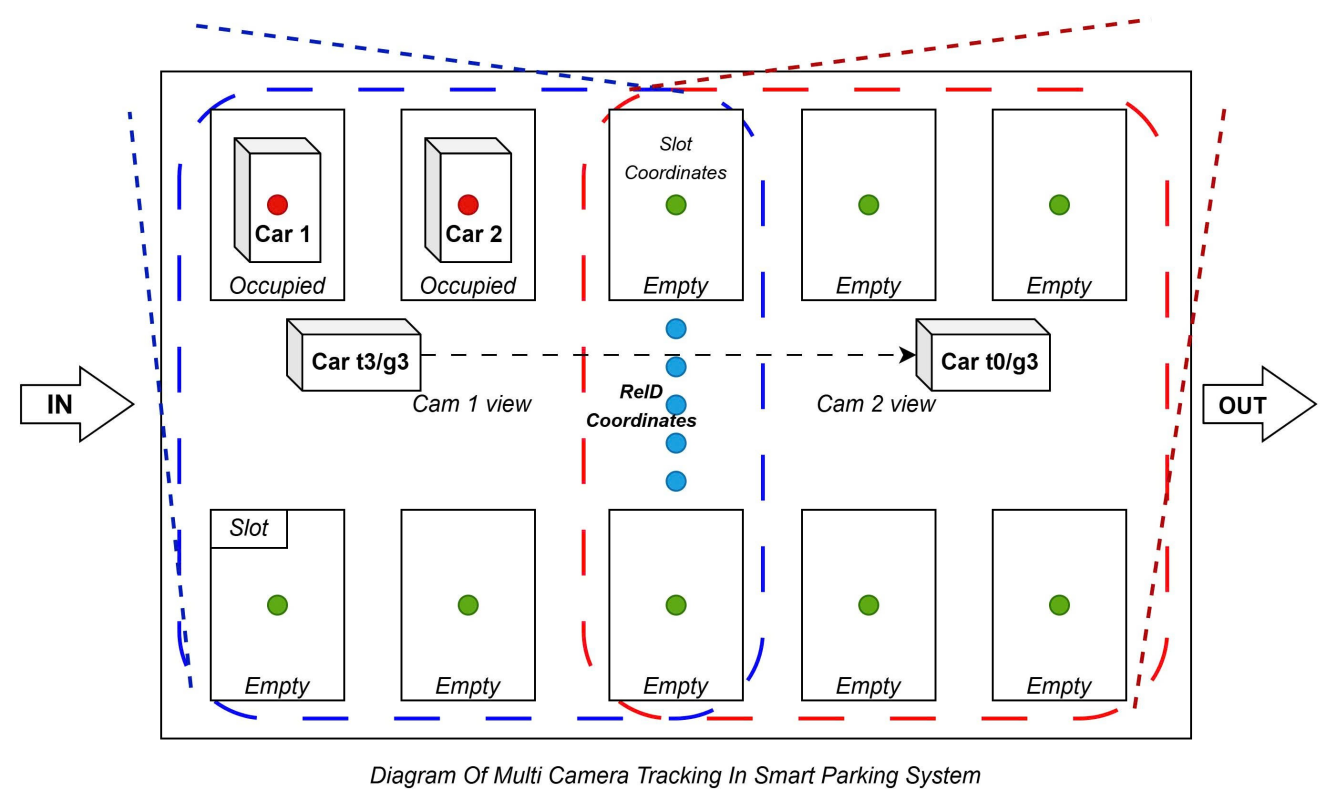 Slot
Coordinates
Car 1
Car 2
Occupied
Occupied
Empty
Empty
Empty
Car t3/g3
Car t0/g3
IN
Cam 1 view
ReID
Coordinates
Cam 2 view
OUT
Slot
Empty
Empty
Empty
Empty
Empty
Diagram Of Multi Camera Tracking In Smart Parking System